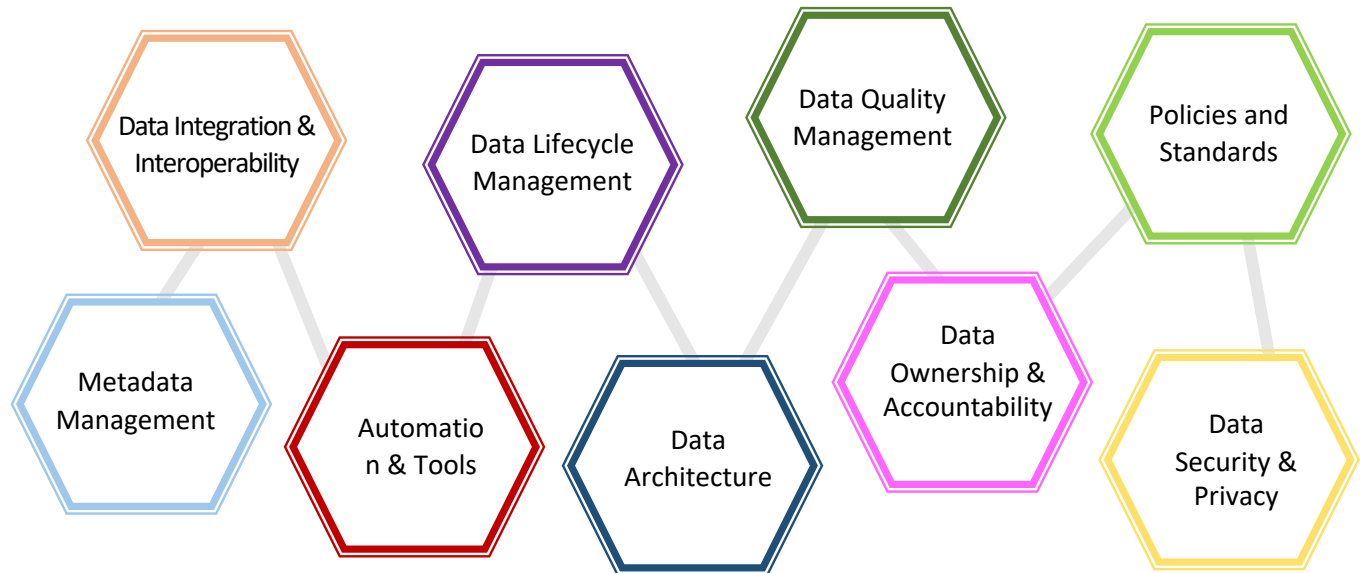 Data Integration &
Interoperability
Data Lifecycle
Management
Data Quality
Management
Policies and
Standards
Metadata
Management
Automatio
n & Tools
Data
Architecture
Data
Ownership &
Accountability
Data
Security &
Privacy